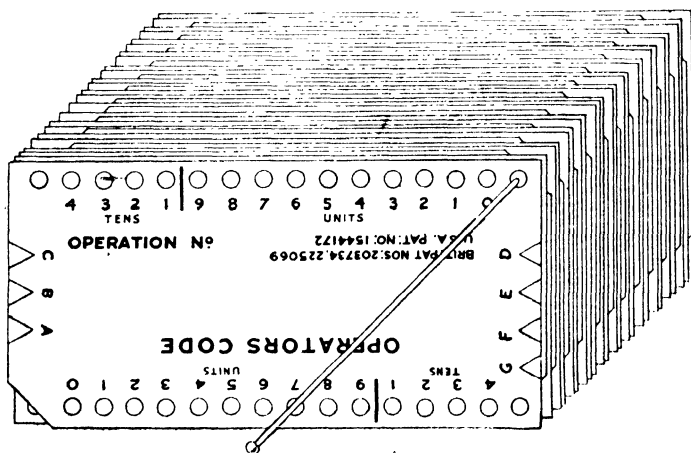 4 3 2 1 9 8 7 6 5 4 3 2 1 0
TENS UNITS
OPERATION Nº
BRIT. PAT NOS: 203734, 225069
U.S.A. PAT. NO: 1544172
C D
B E
A F
G
OPERATORS CODE
UNITS TENS
0 1 2 3 4 5 6 7 8 9 1 2 3 4